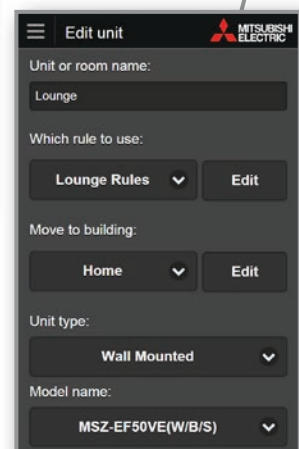 Edit unit
MITSUBISHI
ELECTRIC
Unit or room name:
Lounge
Which rule to use:
Lounge Rules
Edit
Move to building:
Home
Edit
Unit type:
Wall Mounted
Model name:
MSZ-EF50VE(W/B/S)